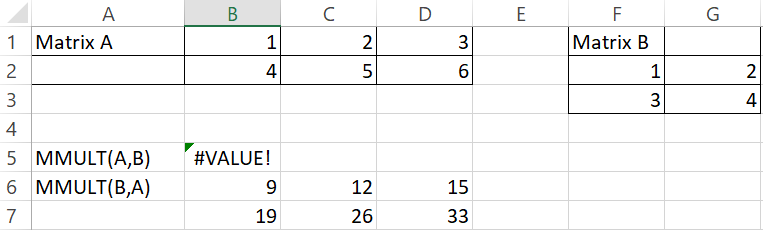 A B C D E F G
1 Matrix A 1 2 3 Matrix B
2 4 5 6 1 2
3 3 4
4
5 MMULT(A,B) #VALUE!
6 MMULT(B,A) 9 12 15
7 19 26 33